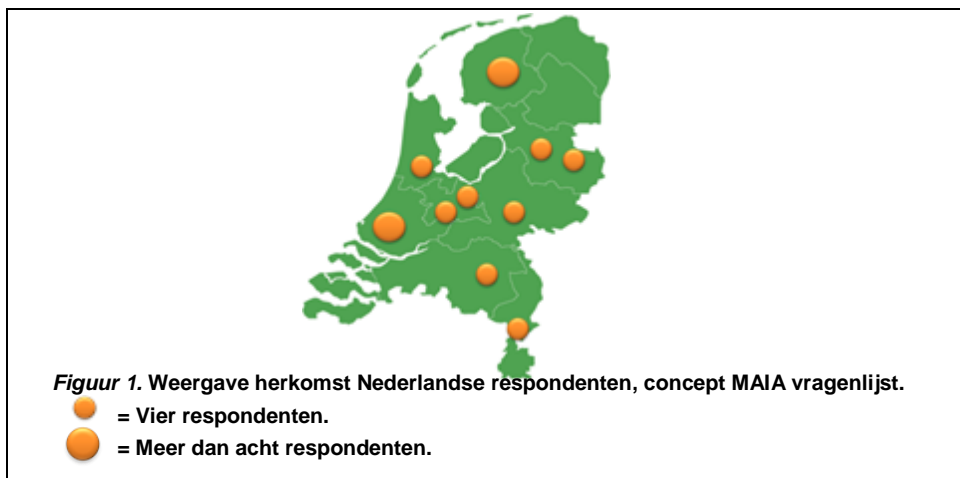 Figuur 1. Weergave herkomst Nederlandse respondenten, concept MAIA vragenlijst.
= Vier respondenten.
= Meer dan acht respondenten.